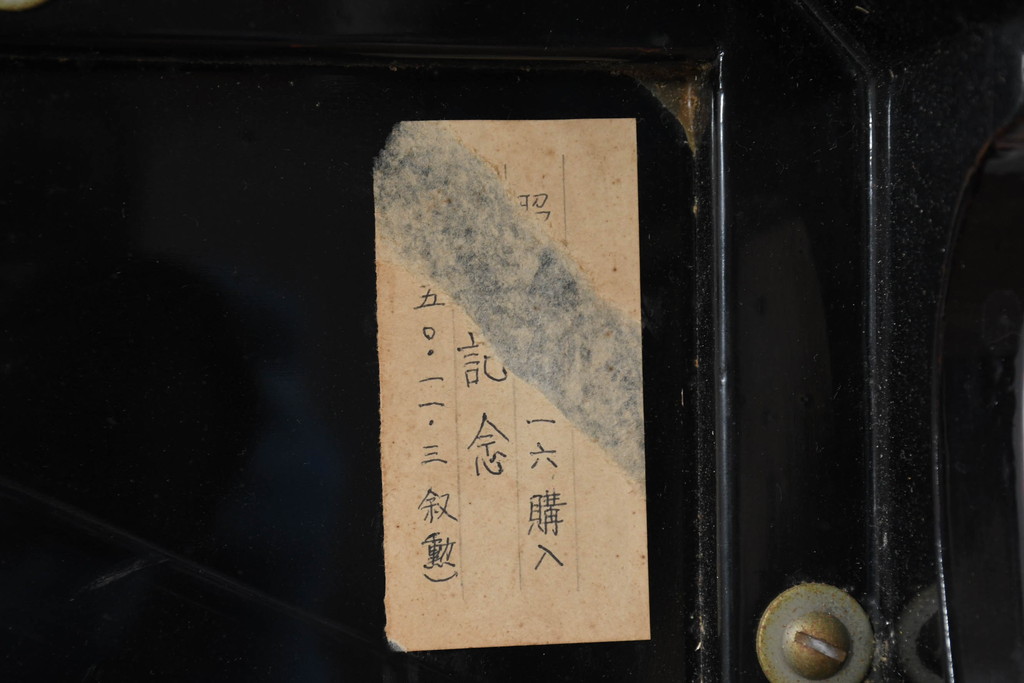 昭
一六購入
記念
五〇・一一・三叙勲)